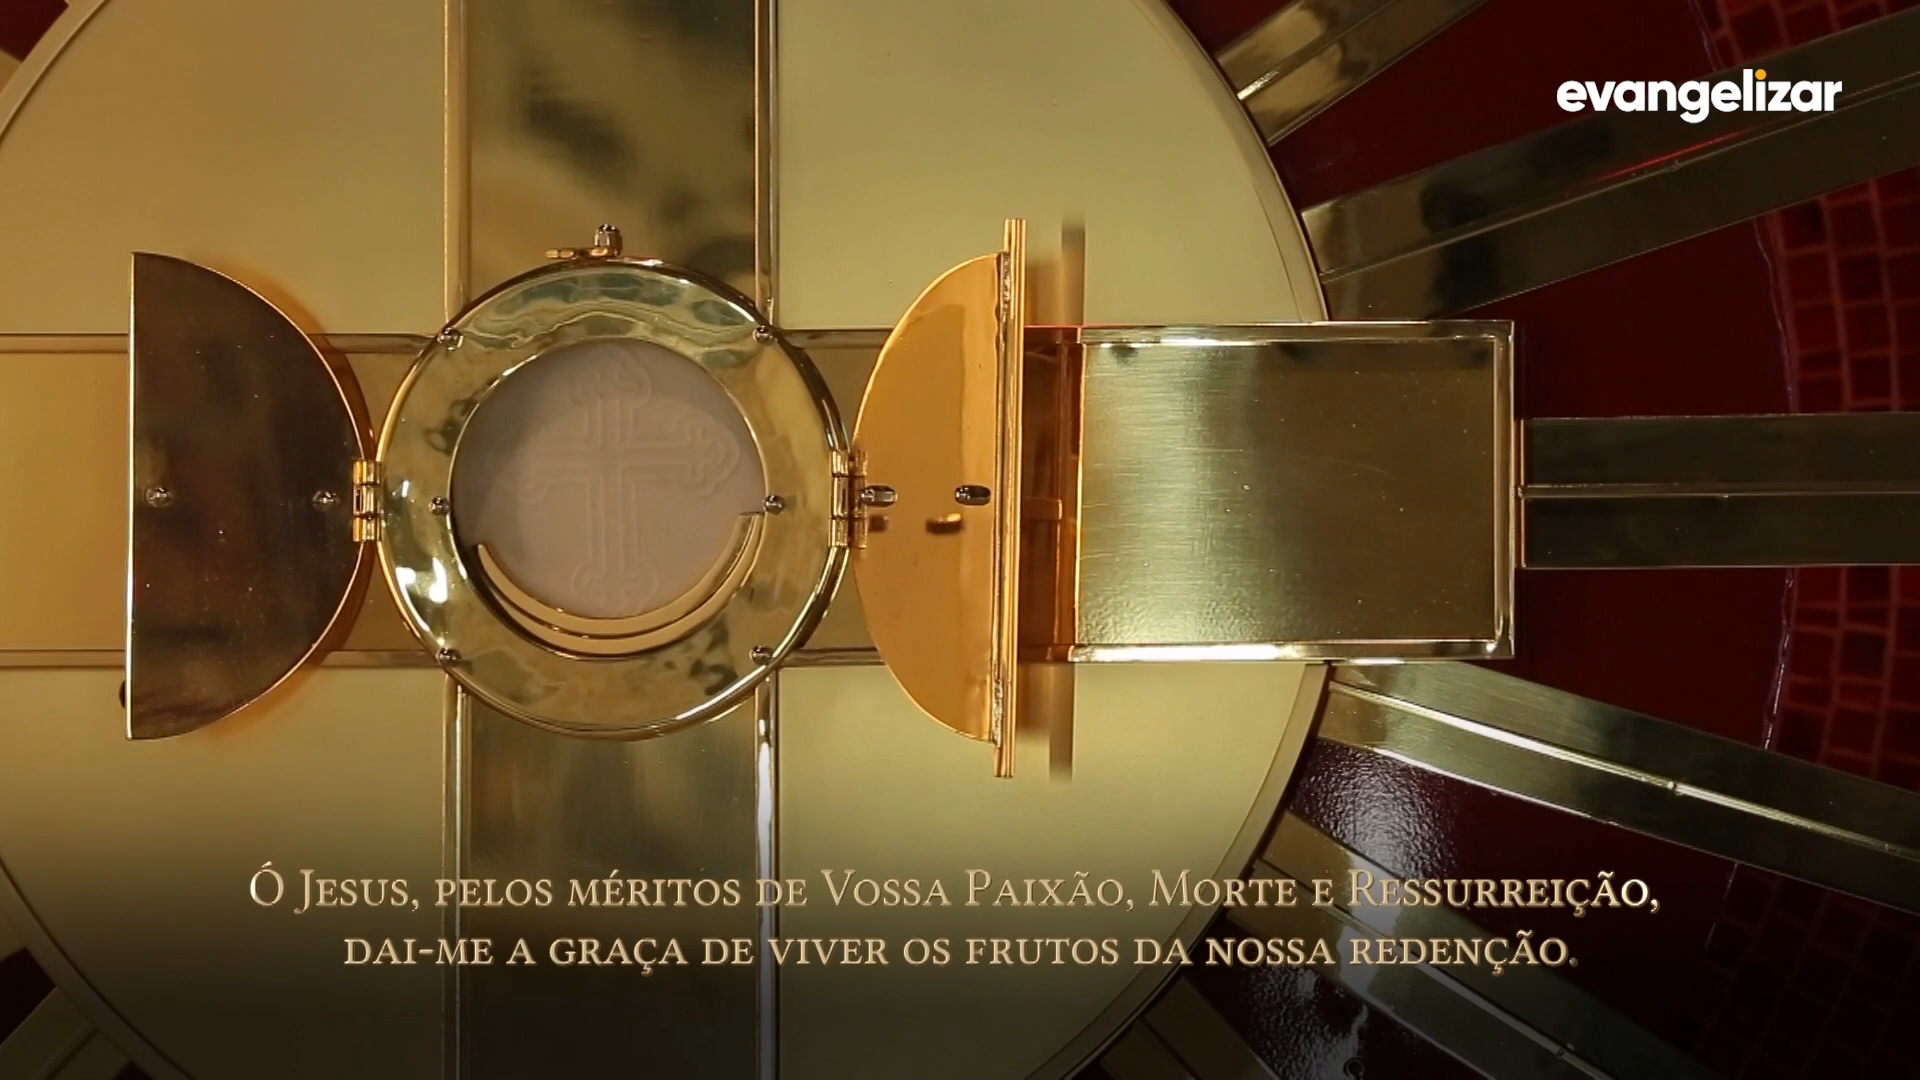 evangelizar
Ó Jesus, pelos méritos de Vossa Paixão, Morte e Ressurreição,
dai-me a graça de viver os frutos da nossa redenção.